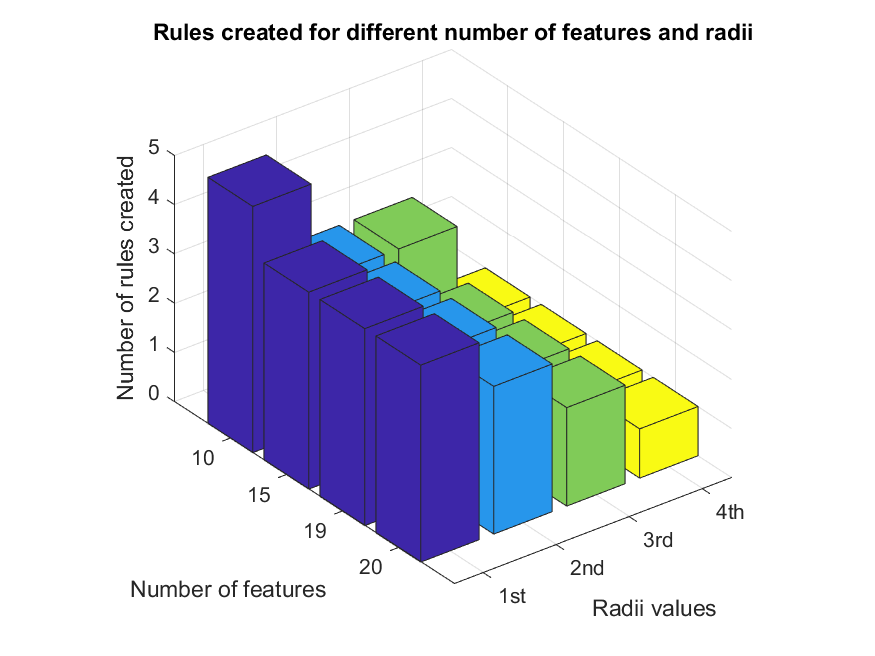 Rules created for different number of features and radii
Number of rules created
5
4
3
2
1
0
10
15
19
20
Number of features
1st
2nd
3rd
4th
Radii values